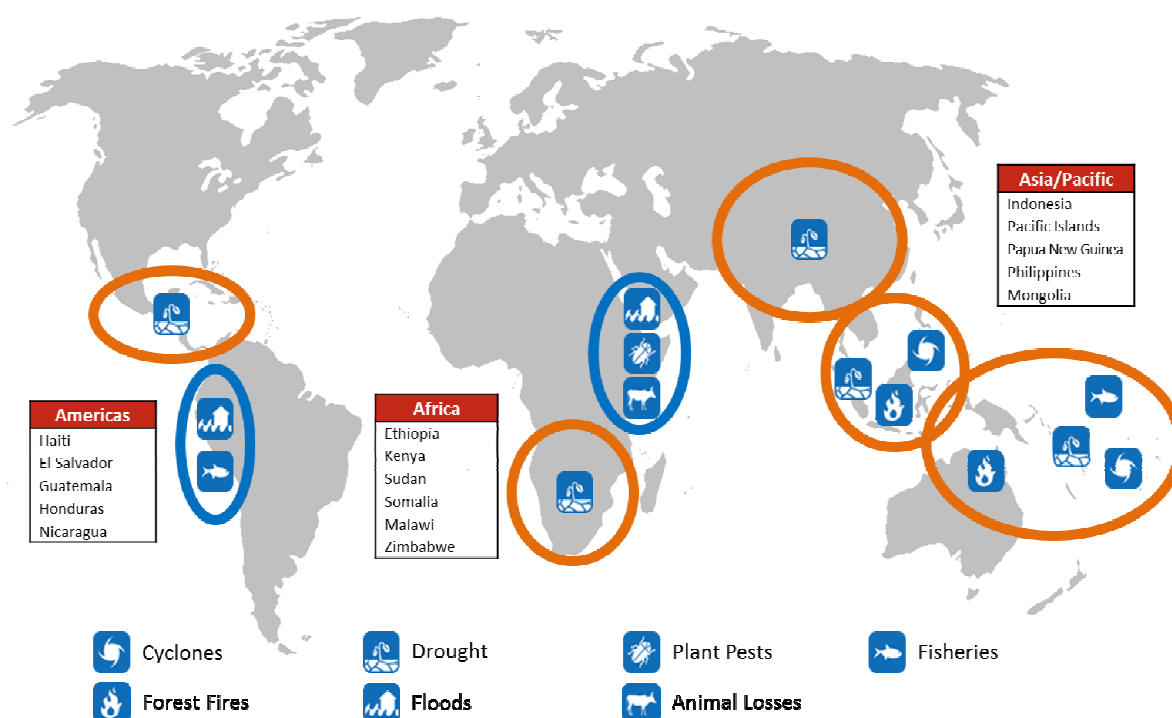 Asia/Pacific
Indonesia
Pacific Islands
Papua New Guinea
Philippines
Mongolia
Americas
Haiti
El Salvador
Guatemala
Honduras
Nicaragua
Africa
Ethiopia
Kenya
Sudan
Somalia
Malawi
Zimbabwe
Cyclones
Drought
Plant Pests
Fisheries
Forest Fires
Floods
Animal Losses